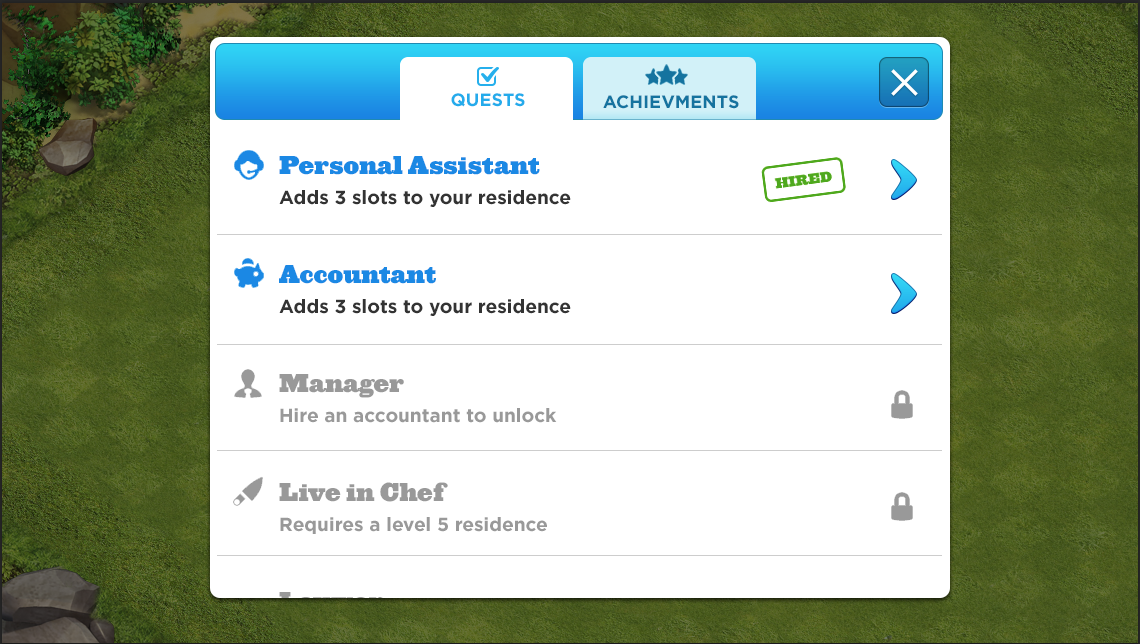 QUESTS
ACHIEVMENTS
Personal Assistant
Adds 3 slots to your residence
HIRED
Accountant
Adds 3 slots to your residence
Manager
Hire an accountant to unlock
Live in Chef
Requires a level 5 residence